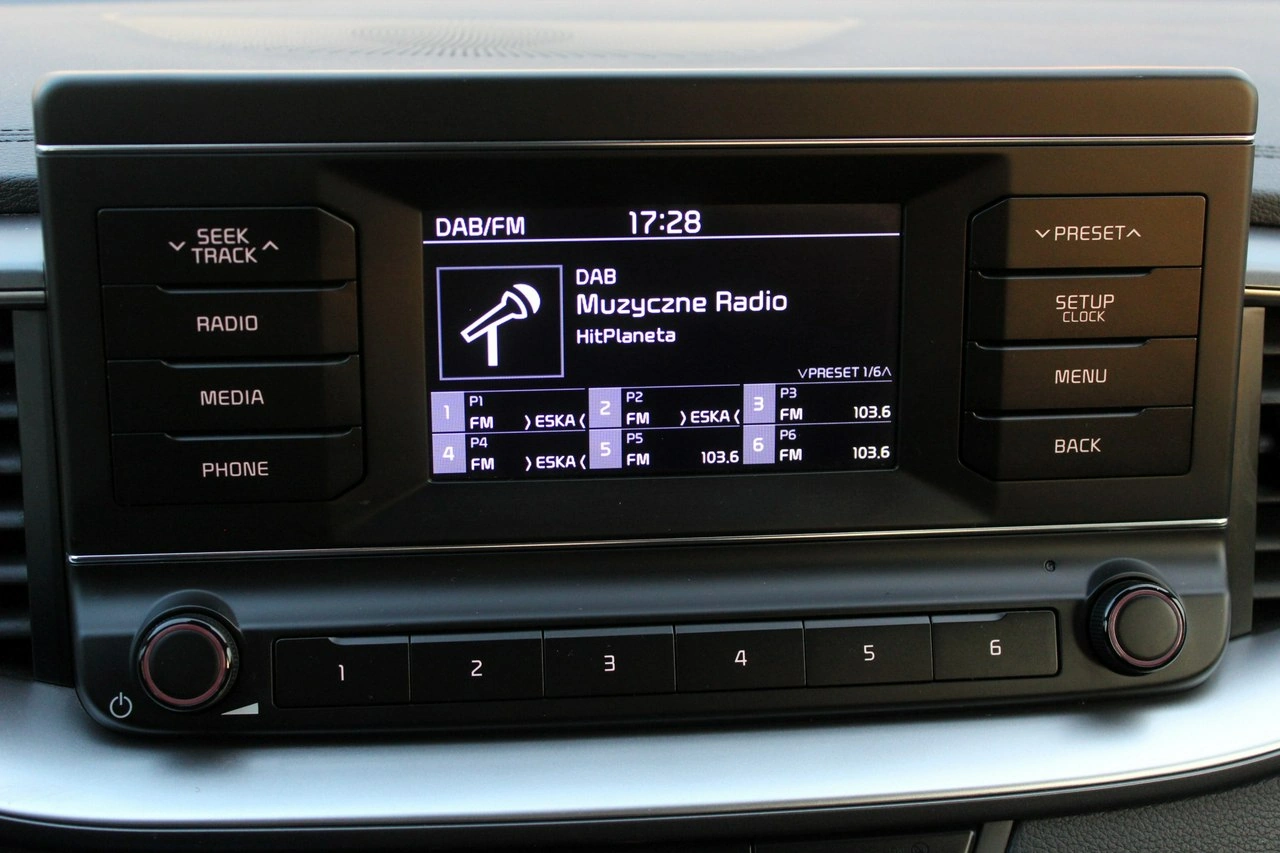 SEEK
TRACK
RADIO
MEDIA
PHONE
DAB/FM 17:28
DAB
Muzyczne Radio
HitPlaneta
PRESET 1/6
1 P1 FM ESKA
2 P2 FM ESKA
3 P3 FM 103.6
4 P4 FM ESKA
5 P5 FM 103.6
6 P6 FM 103.6
PRESET
SETUP
CLOCK
MENU
BACK
1 2 3 4 5 6